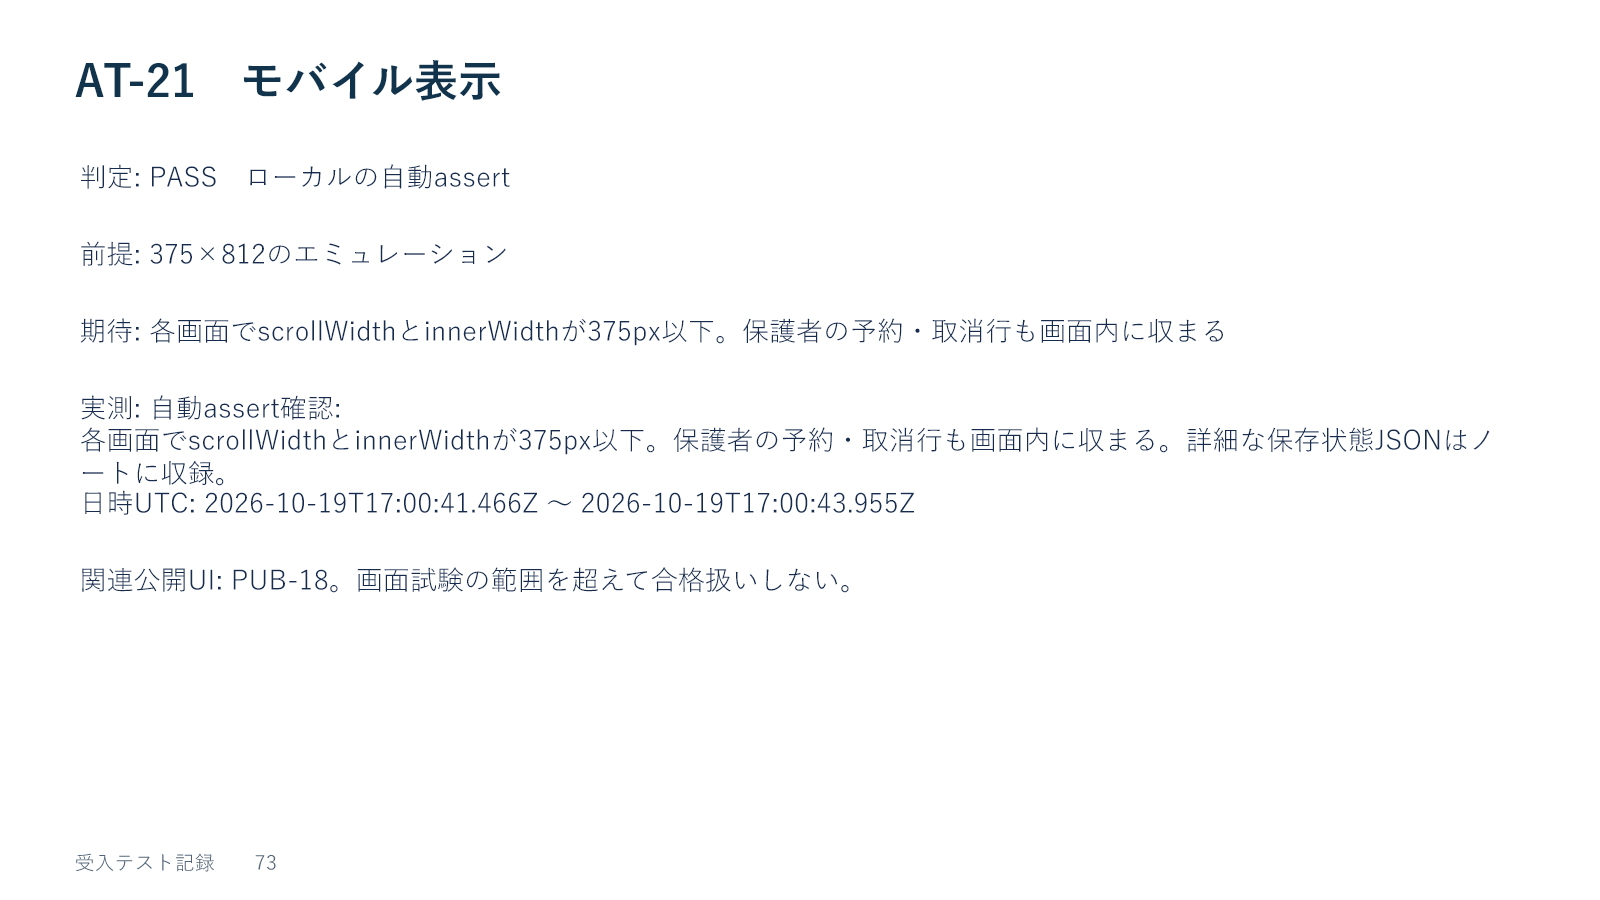 AT-21　モバイル表示
判定: PASS　ローカルの自動assert
前提: 375×812のエミュレーション
期待: 各画面でscrollWidthとinnerWidthが375px以下。保護者の予約・取消行も画面内に収まる
実測: 自動assert確認:
各画面でscrollWidthとinnerWidthが375px以下。保護者の予約・取消行も画面内に収まる。詳細な保存状態JSONはノ
ートに収録。
日時UTC: 2026-10-19T17:00:41.466Z ～ 2026-10-19T17:00:43.955Z
関連公開UI: PUB-18。画面試験の範囲を超えて合格扱いしない。
受入テスト記録　　73